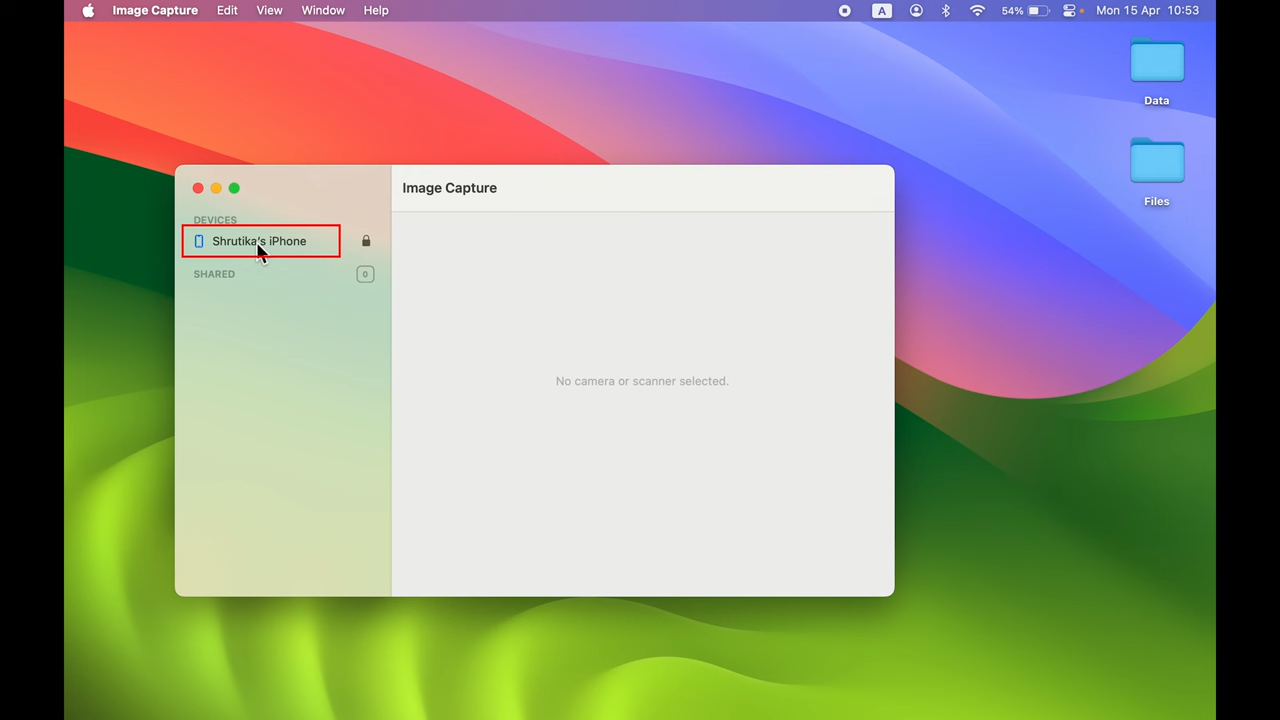 Image Capture Edit View Window Help A 54% Mon 15 Apr 10:53
Data
Files
Image Capture
DEVICES
Shrutika's iPhone
SHARED 0
No camera or scanner selected.